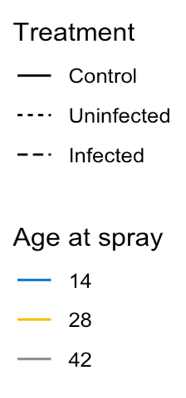 Treatment
Control
Uninfected
Infected
Age at spray
14
28
42